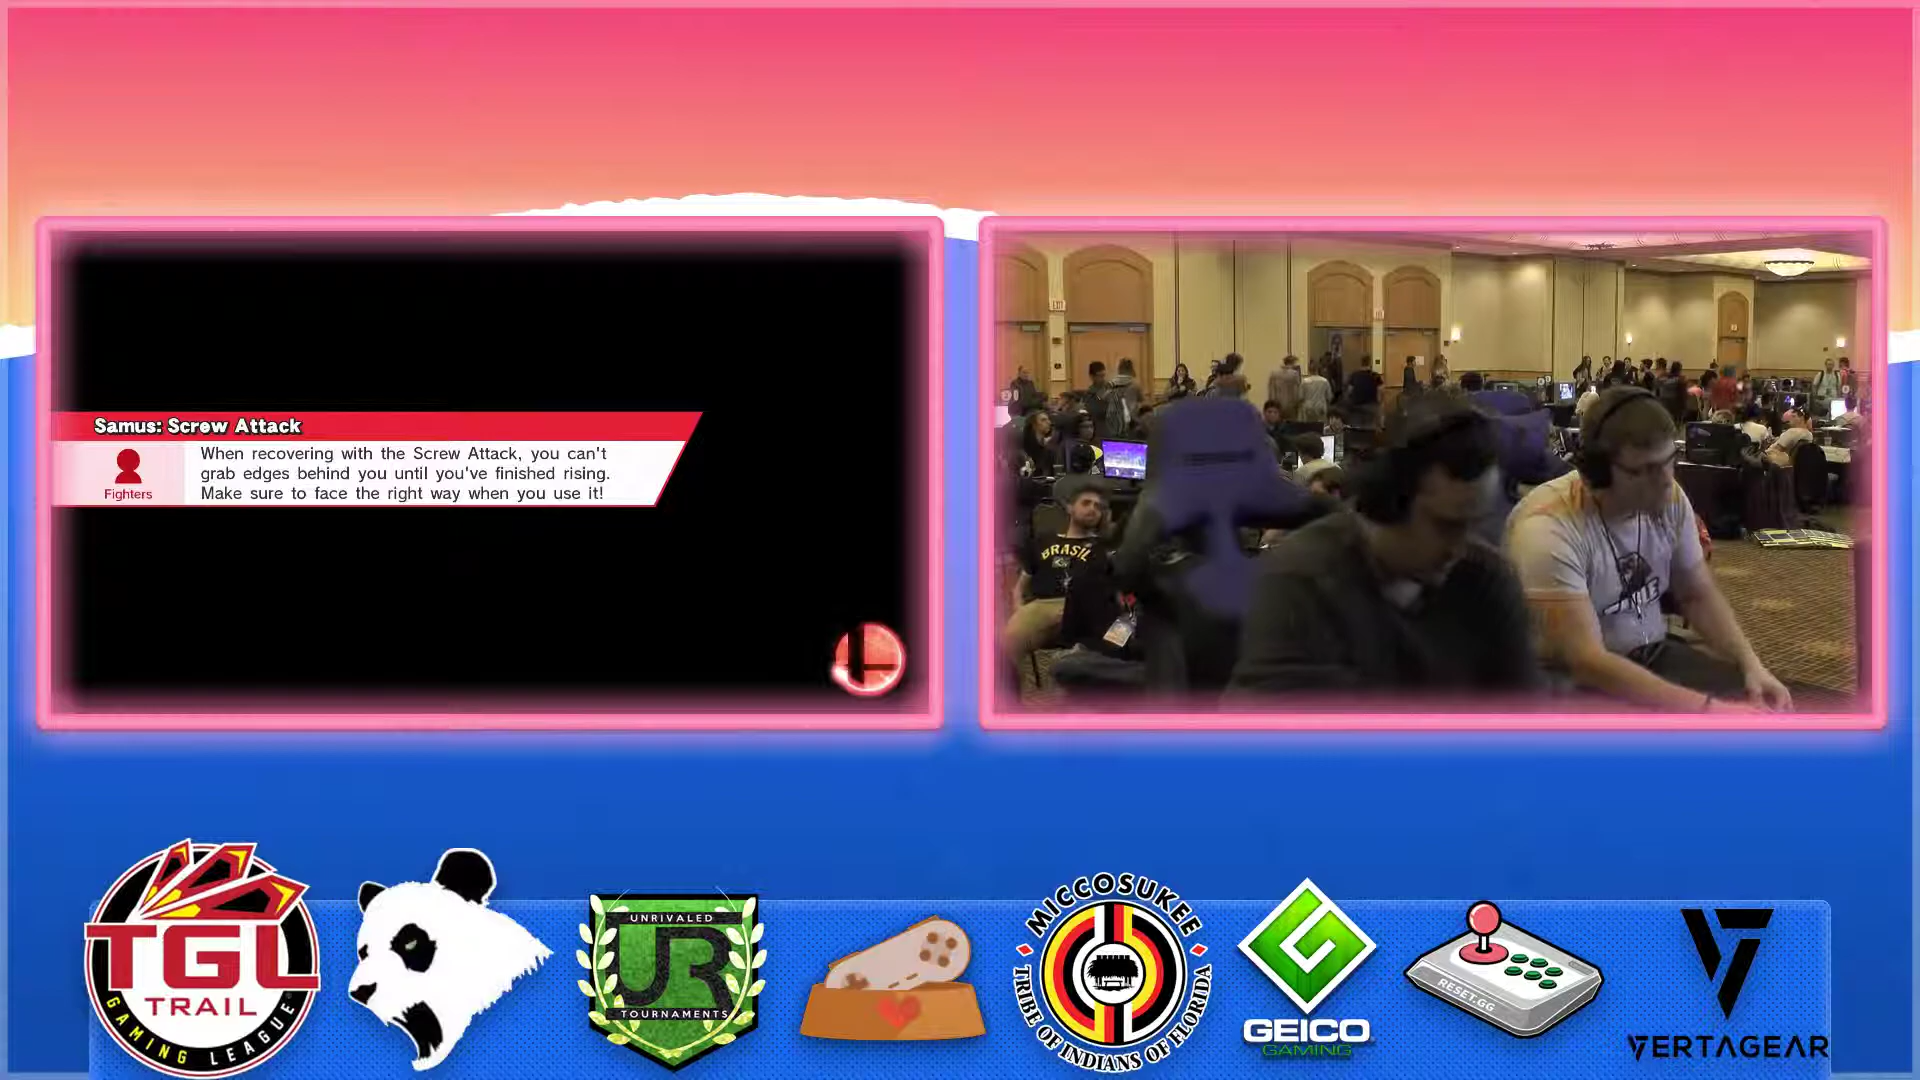 Samus: Screw Attack
When recovering with the Screw Attack, you can't
grab edges behind you until you've finished rising.
Make sure to face the right way when you use it!
Fighters
EXIT
BRASIL
TGL
TRAIL
GAMING LEAGUE
UNRIVALED
UR
TOURNAMENTS
MICCOSUKEE
TRIBE OF INDIANS OF FLORIDA
G
GEICO
GAMING
RESET.GG
VERTAGEAR